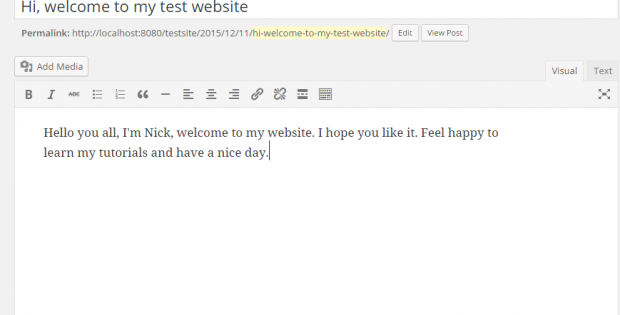 Hi, welcome to my test website
Permalink: http://localhost:8080/testsite/2015/12/11/hi-welcome-to-my-test-website/ Edit View Post
Add Media
Visual Text
B I ABC
Hello you all, I'm Nick, welcome to my website. I hope you like it. Feel happy to
learn my tutorials and have a nice day.